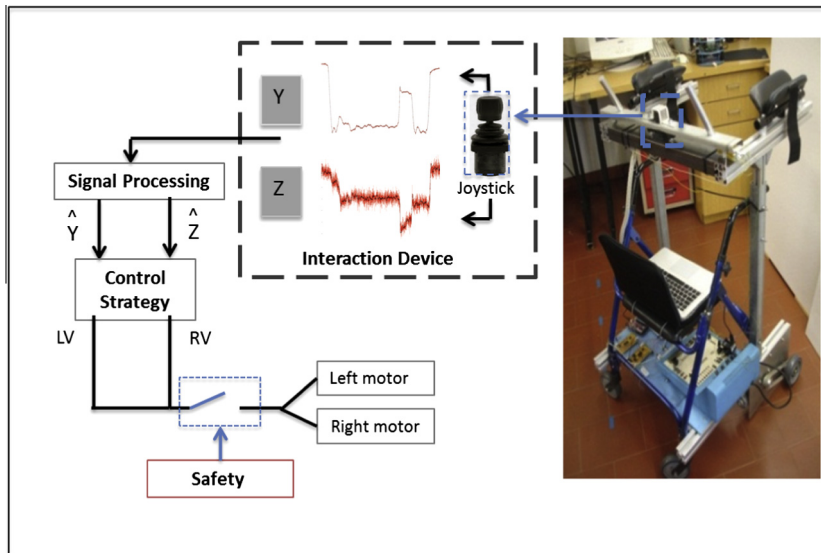 Y
Z
Joystick
Interaction Device
Signal Processing
^
Y
^
Z
Control
Strategy
LV
RV
Left motor
Right motor
Safety